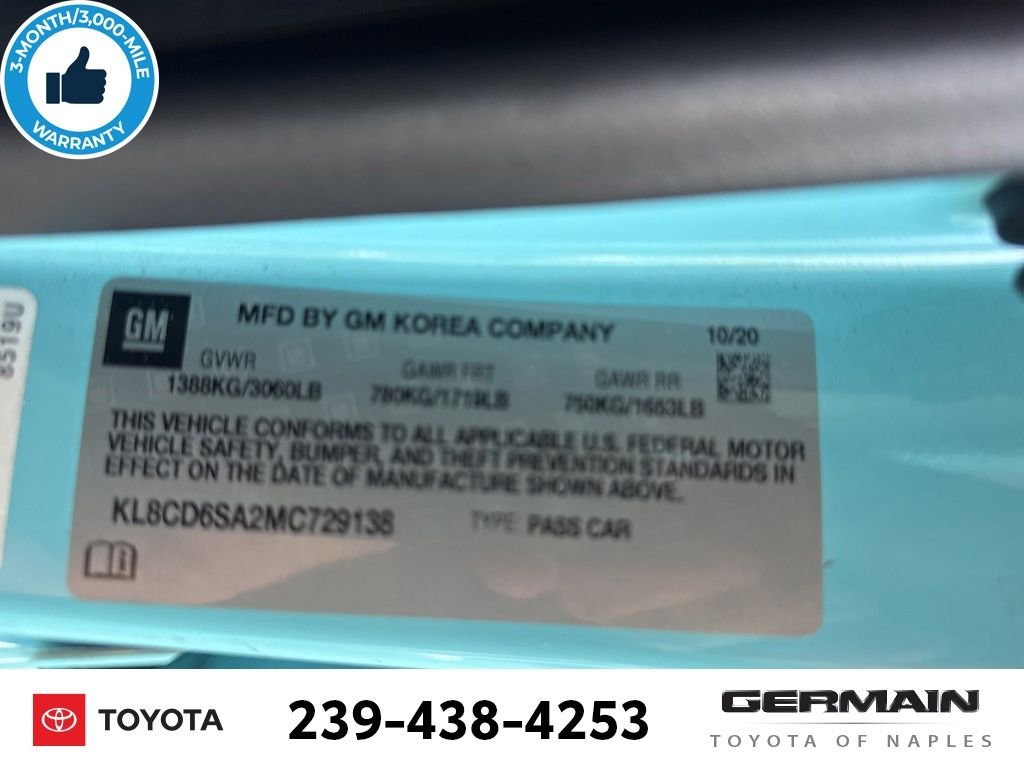 3-MONTH/3,000-MILE
WARRANTY
8519U
GM
MFD BY GM KOREA COMPANY
10/20
GVWR
GAWR FRT
GAWR RR
1388KG/3060LB
780KG/1719LB
750KG/1653LB
THIS VEHICLE CONFORMS TO ALL APPLICABLE U.S. FEDERAL MOTOR
VEHICLE SAFETY, BUMPER, AND THEFT PREVENTION STANDARDS IN
EFFECT ON THE DATE OF MANUFACTURE SHOWN ABOVE.
KL8CD6SA2MC729138
TYPE: PASS CAR
TOYOTA
239-438-4253
GERMAIN
TOYOTA OF NAPLES